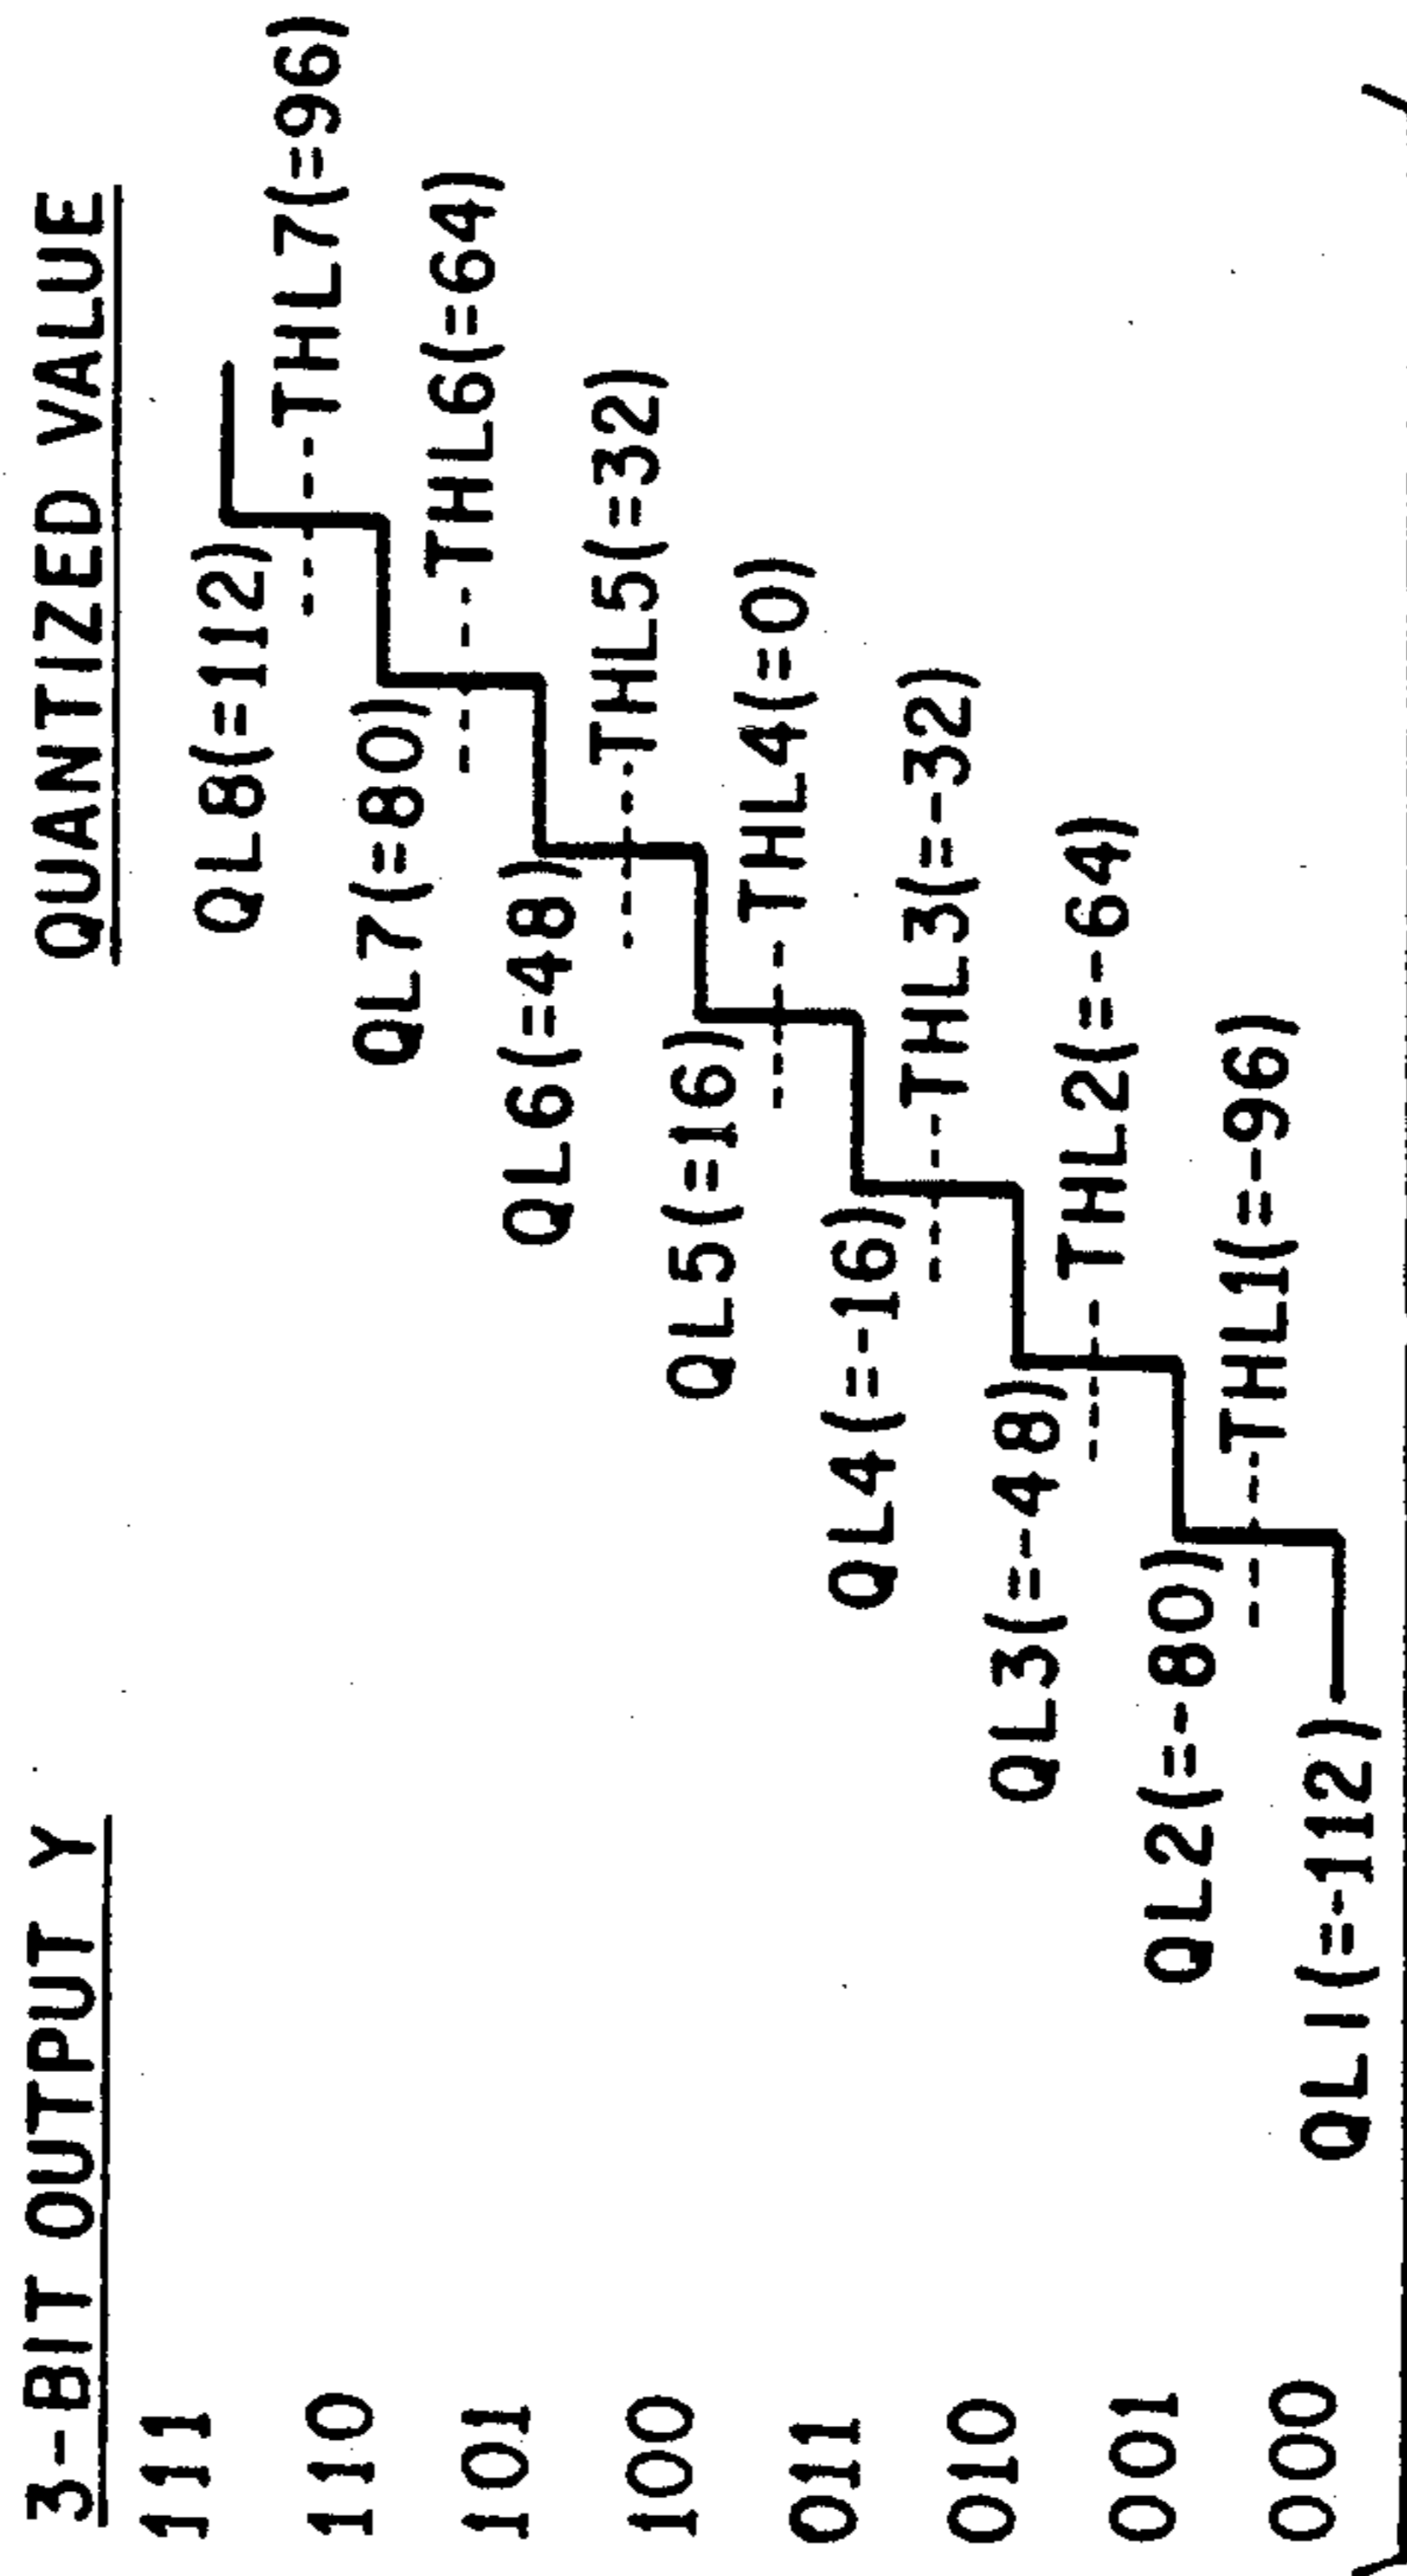 3-BIT OUTPUT Y QUANTIZED VALUE
111 QL8(=112)
THL7(=96)
110 QL7(=80)
THL6(=64)
101 QL6(=48)
THL5(=32)
100 QL5(=16)
THL4(=0)
011 QL4(=-16)
THL3(=-32)
010 QL3(=-48)
THL2(=-64)
001 QL2(=-80)
THL1(=-96)
000 QL1(=-112)